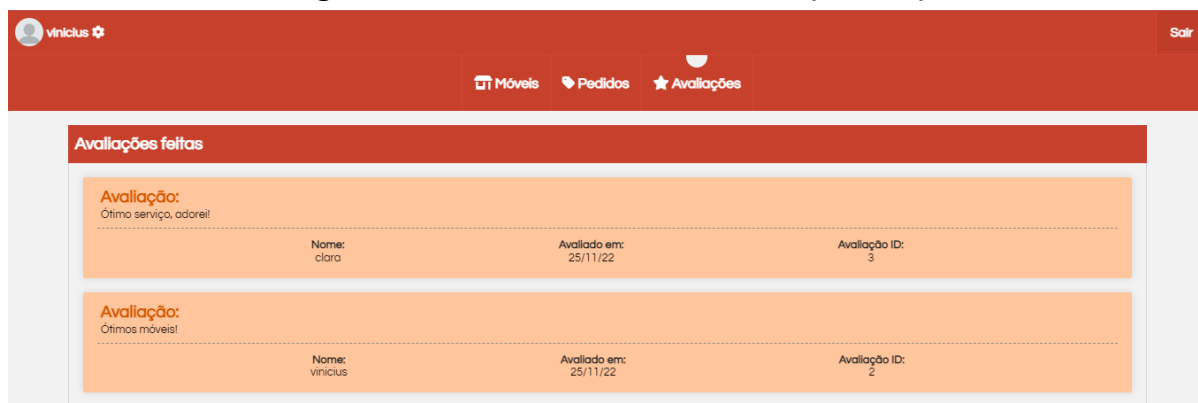 vinicius
Sair
Móveis Pedidos Avaliações
Avaliações feitas
Avaliação:
Ótimo serviço, adorei!
Nome: Avaliado em: Avaliação ID:
clara 25/11/22 3
Avaliação:
Ótimos móveis!
Nome: Avaliado em: Avaliação ID:
vinicius 25/11/22 2